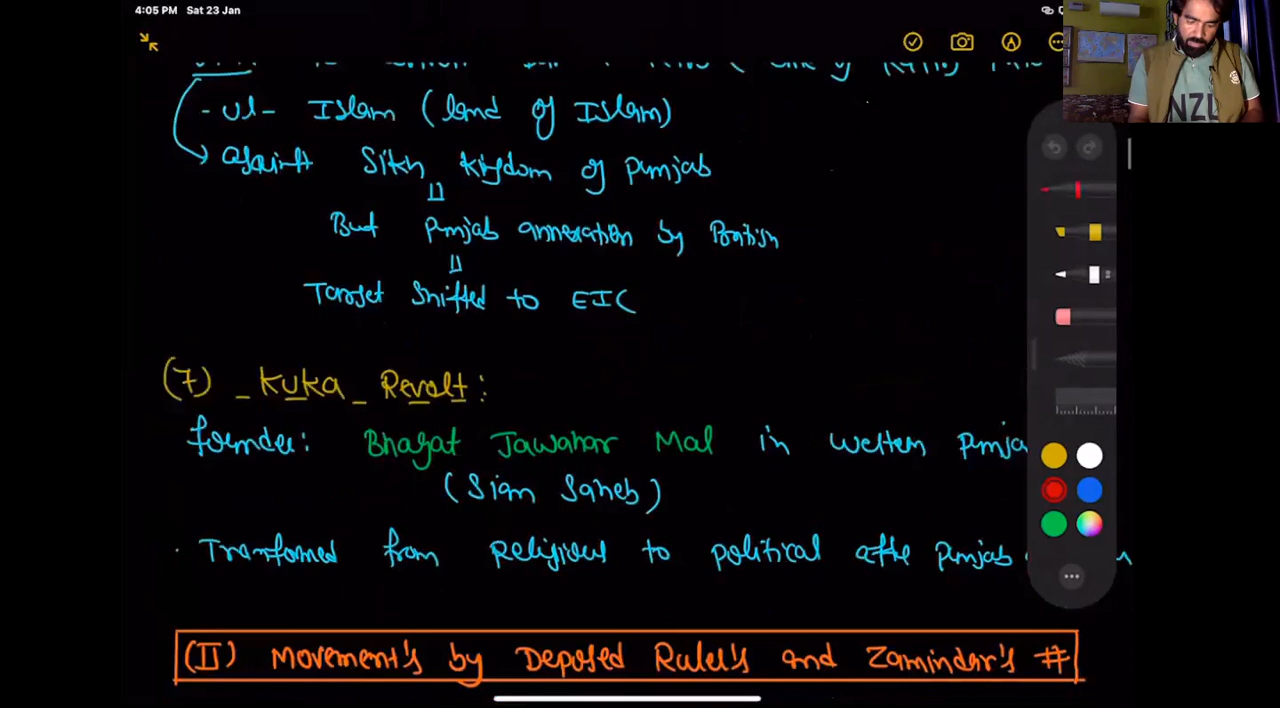 4:05 PM Sat 23 Jan
-ul- Islam (land of Islam)
Against Sikh kingdom of Punjab
But Punjab annexation by British
Target Shifted to EIC
(7) _ Kuka _ Revolt:
founder: Bhagat Jawahar Mal in western Punja
(Sian Saheb)
Transformed from Religious to political after Punjab
(II) Movement's by Deposed Ruler's and Zamindar's #
NZL